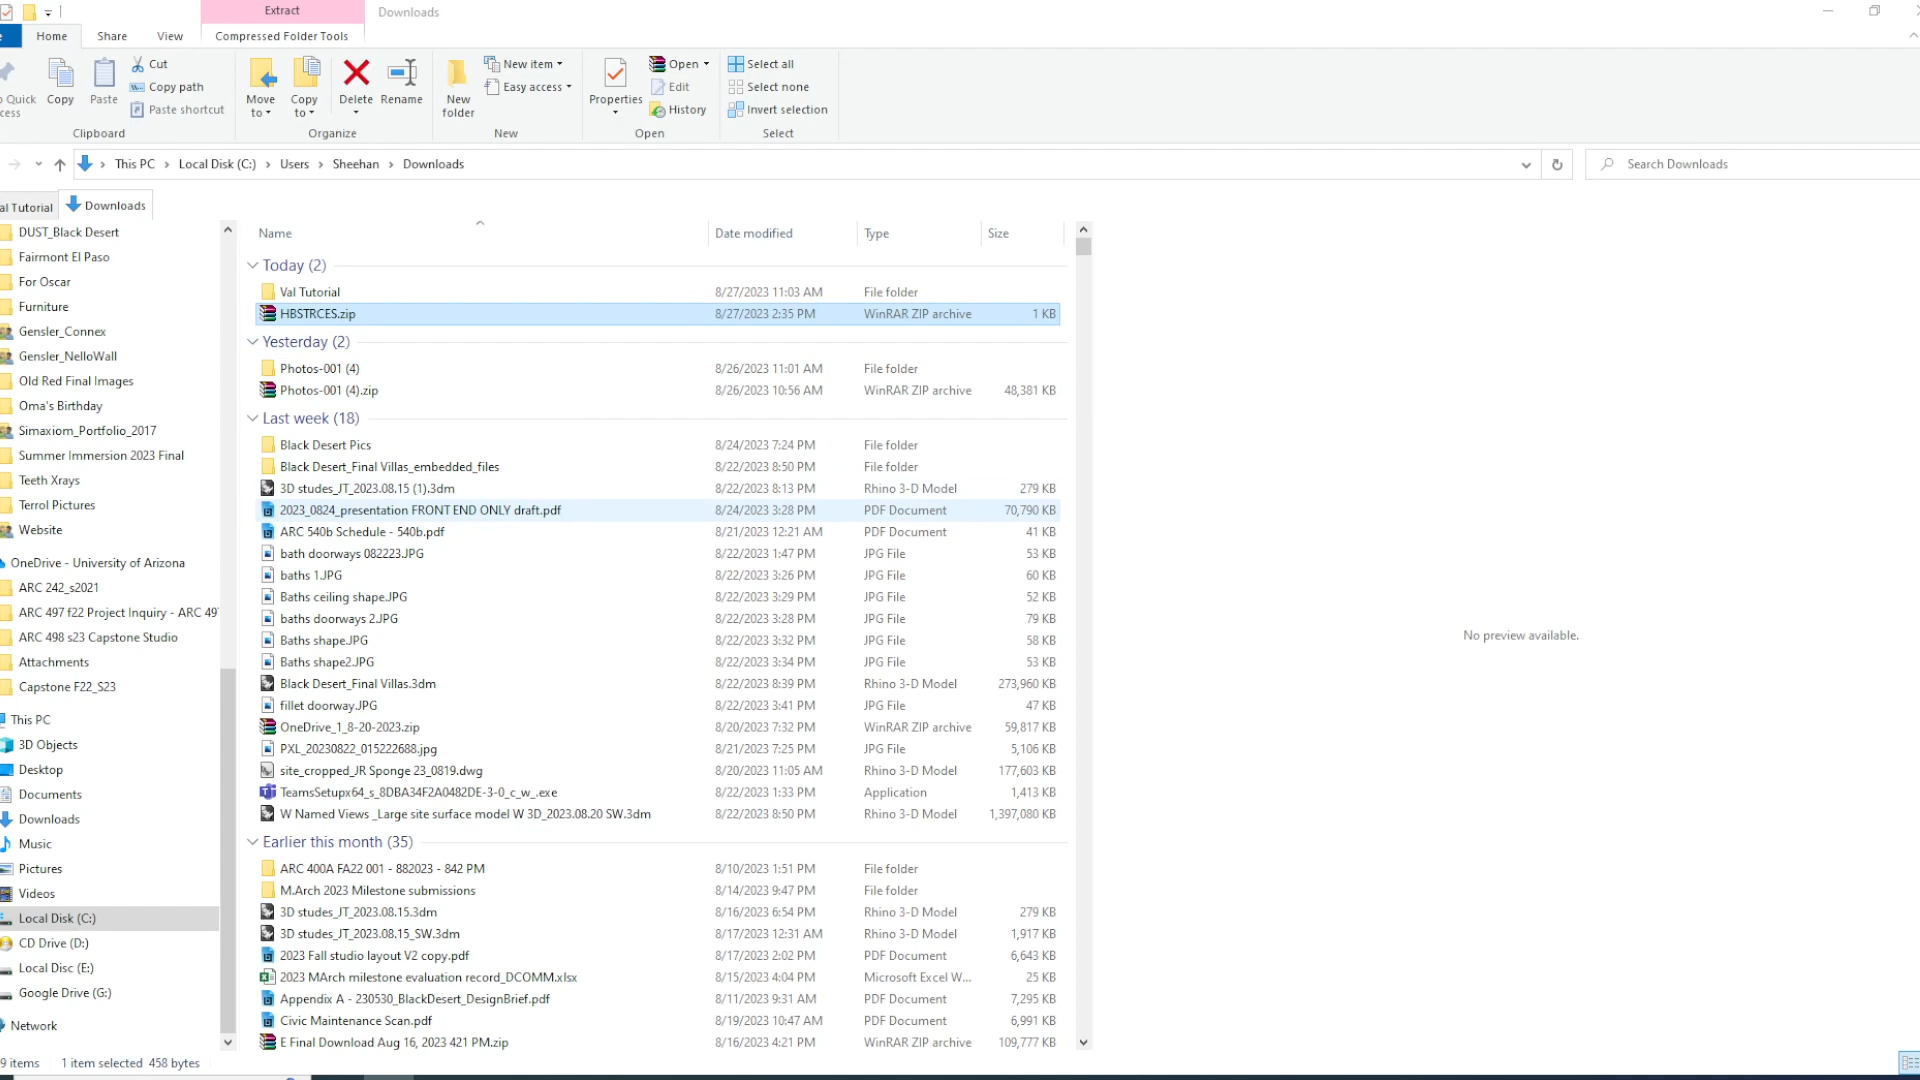 Extract
Downloads
Home
Share
View
Compressed Folder Tools
Quick
Copy
Paste
Cut
Copy path
Paste shortcut
Clipboard
Move to
Copy to
Delete
Rename
Organize
New folder
New item
Easy access
New
Properties
Open
Edit
History
Open
Select all
Select none
Invert selection
Select
This PC > Local Disk (C:) > Users > Sheehan > Downloads
Search Downloads
al Tutorial
Downloads
DUST_Black Desert
Fairmont El Paso
For Oscar
Furniture
Gensler_Connex
Gensler_NelloWall
Old Red Final Images
Oma's Birthday
Simaxiom_Portfolio_2017
Summer Immersion 2023 Final
Teeth Xrays
Terrol Pictures
Website
OneDrive - University of Arizona
ARC 242_s2021
ARC 497 f22 Project Inquiry - ARC 49
ARC 498 s23 Capstone Studio
Attachments
Capstone F22_S23
This PC
3D Objects
Desktop
Documents
Downloads
Music
Pictures
Videos
Local Disk (C:)
CD Drive (D:)
Local Disc (E:)
Google Drive (G:)
Network
Name Date modified Type Size
Today (2)
Val Tutorial 8/27/2023 11:03 AM File folder
HBSTRCES.zip 8/27/2023 2:35 PM WinRAR ZIP archive 1 KB
Yesterday (2)
Photos-001 (4) 8/26/2023 11:01 AM File folder
Photos-001 (4).zip 8/26/2023 10:56 AM WinRAR ZIP archive 48,381 KB
Last week (18)
Black Desert Pics 8/24/2023 7:24 PM File folder
Black Desert_Final Villas_embedded_files 8/22/2023 8:50 PM File folder
3D studes_JT_2023.08.15 (1).3dm 8/22/2023 8:13 PM Rhino 3-D Model 279 KB
2023_0824_presentation FRONT END ONLY draft.pdf 8/24/2023 3:28 PM PDF Document 70,790 KB
ARC 540b Schedule - 540b.pdf 8/21/2023 12:21 AM PDF Document 41 KB
bath doorways 082223.JPG 8/22/2023 1:47 PM JPG File 53 KB
baths 1.JPG 8/22/2023 3:26 PM JPG File 60 KB
Baths ceiling shape.JPG 8/22/2023 3:29 PM JPG File 52 KB
baths doorways 2.JPG 8/22/2023 3:28 PM JPG File 79 KB
Baths shape.JPG 8/22/2023 3:32 PM JPG File 58 KB
Baths shape2.JPG 8/22/2023 3:34 PM JPG File 53 KB
Black Desert_Final Villas.3dm 8/22/2023 8:39 PM Rhino 3-D Model 273,960 KB
fillet doorway.JPG 8/22/2023 3:41 PM JPG File 47 KB
OneDrive_1_8-20-2023.zip 8/20/2023 7:32 PM WinRAR ZIP archive 59,817 KB
PXL_20230822_015222688.jpg 8/21/2023 7:25 PM JPG File 5,106 KB
site_cropped_JR Sponge 23_0819.dwg 8/20/2023 11:05 AM Rhino 3-D Model 177,603 KB
TeamsSetupx64_s_8DBA34F2A0482DE-3-0_c_w_.exe 8/22/2023 1:33 PM Application 1,413 KB
W Named Views _Large site surface model W 3D_2023.08.20 SW.3dm 8/22/2023 8:50 PM Rhino 3-D Model 1,397,080 KB
Earlier this month (35)
ARC 400A FA22 001 - 882023 - 842 PM 8/10/2023 1:51 PM File folder
M.Arch 2023 Milestone submissions 8/14/2023 9:47 PM File folder
3D studes_JT_2023.08.15.3dm 8/16/2023 6:54 PM Rhino 3-D Model 279 KB
3D studes_JT_2023.08.15_SW.3dm 8/17/2023 12:31 AM Rhino 3-D Model 1,917 KB
2023 Fall studio layout V2 copy.pdf 8/17/2023 2:02 PM PDF Document 6,643 KB
2023 MArch milestone evaluation record_DCOMM.xlsx 8/15/2023 4:04 PM Microsoft Excel W... 25 KB
Appendix A - 230530_BlackDesert_DesignBrief.pdf 8/11/2023 9:31 AM PDF Document 7,295 KB
Civic Maintenance Scan.pdf 8/19/2023 10:47 AM PDF Document 6,991 KB
E Final Download Aug 16, 2023 421 PM.zip 8/16/2023 4:21 PM WinRAR ZIP archive 109,777 KB
No preview available.
9 items 1 item selected 458 bytes